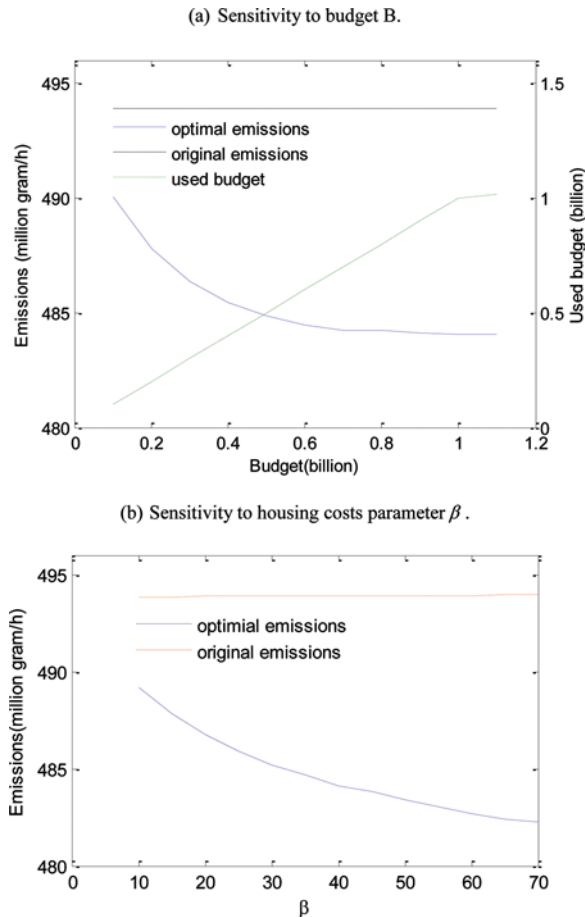 (a) Sensitivity to budget B.
495
490
485
480
Emissions (million gram/h)
optimal emissions
original emissions
used budget
1.5
1
0.5
0
Used budget (billion)
0
0.2
0.4
0.6
0.8
1
1.2
Budget(billion)
(b) Sensitivity to housing costs parameter β .
495
490
485
480
Emissions(million gram/h)
optimial emissions
original emissions
0
10
20
30
40
50
60
70
β